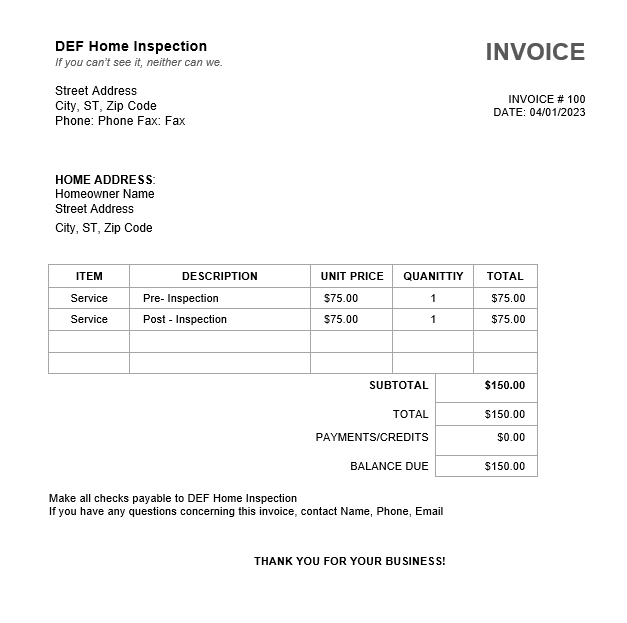 DEF Home Inspection
INVOICE
If you can't see it, neither can we.
Street Address
City, ST, Zip Code
Phone: Phone Fax: Fax
INVOICE # 100
DATE: 04/01/2023
HOME ADDRESS:
Homeowner Name
Street Address
City, ST, Zip Code
ITEM DESCRIPTION UNIT PRICE QUANITTIY TOTAL
Service Pre- Inspection $75.00 1 $75.00
Service Post - Inspection $75.00 1 $75.00
SUBTOTAL $150.00
TOTAL $150.00
PAYMENTS/CREDITS $0.00
BALANCE DUE $150.00
Make all checks payable to DEF Home Inspection
If you have any questions concerning this invoice, contact Name, Phone, Email
THANK YOU FOR YOUR BUSINESS!